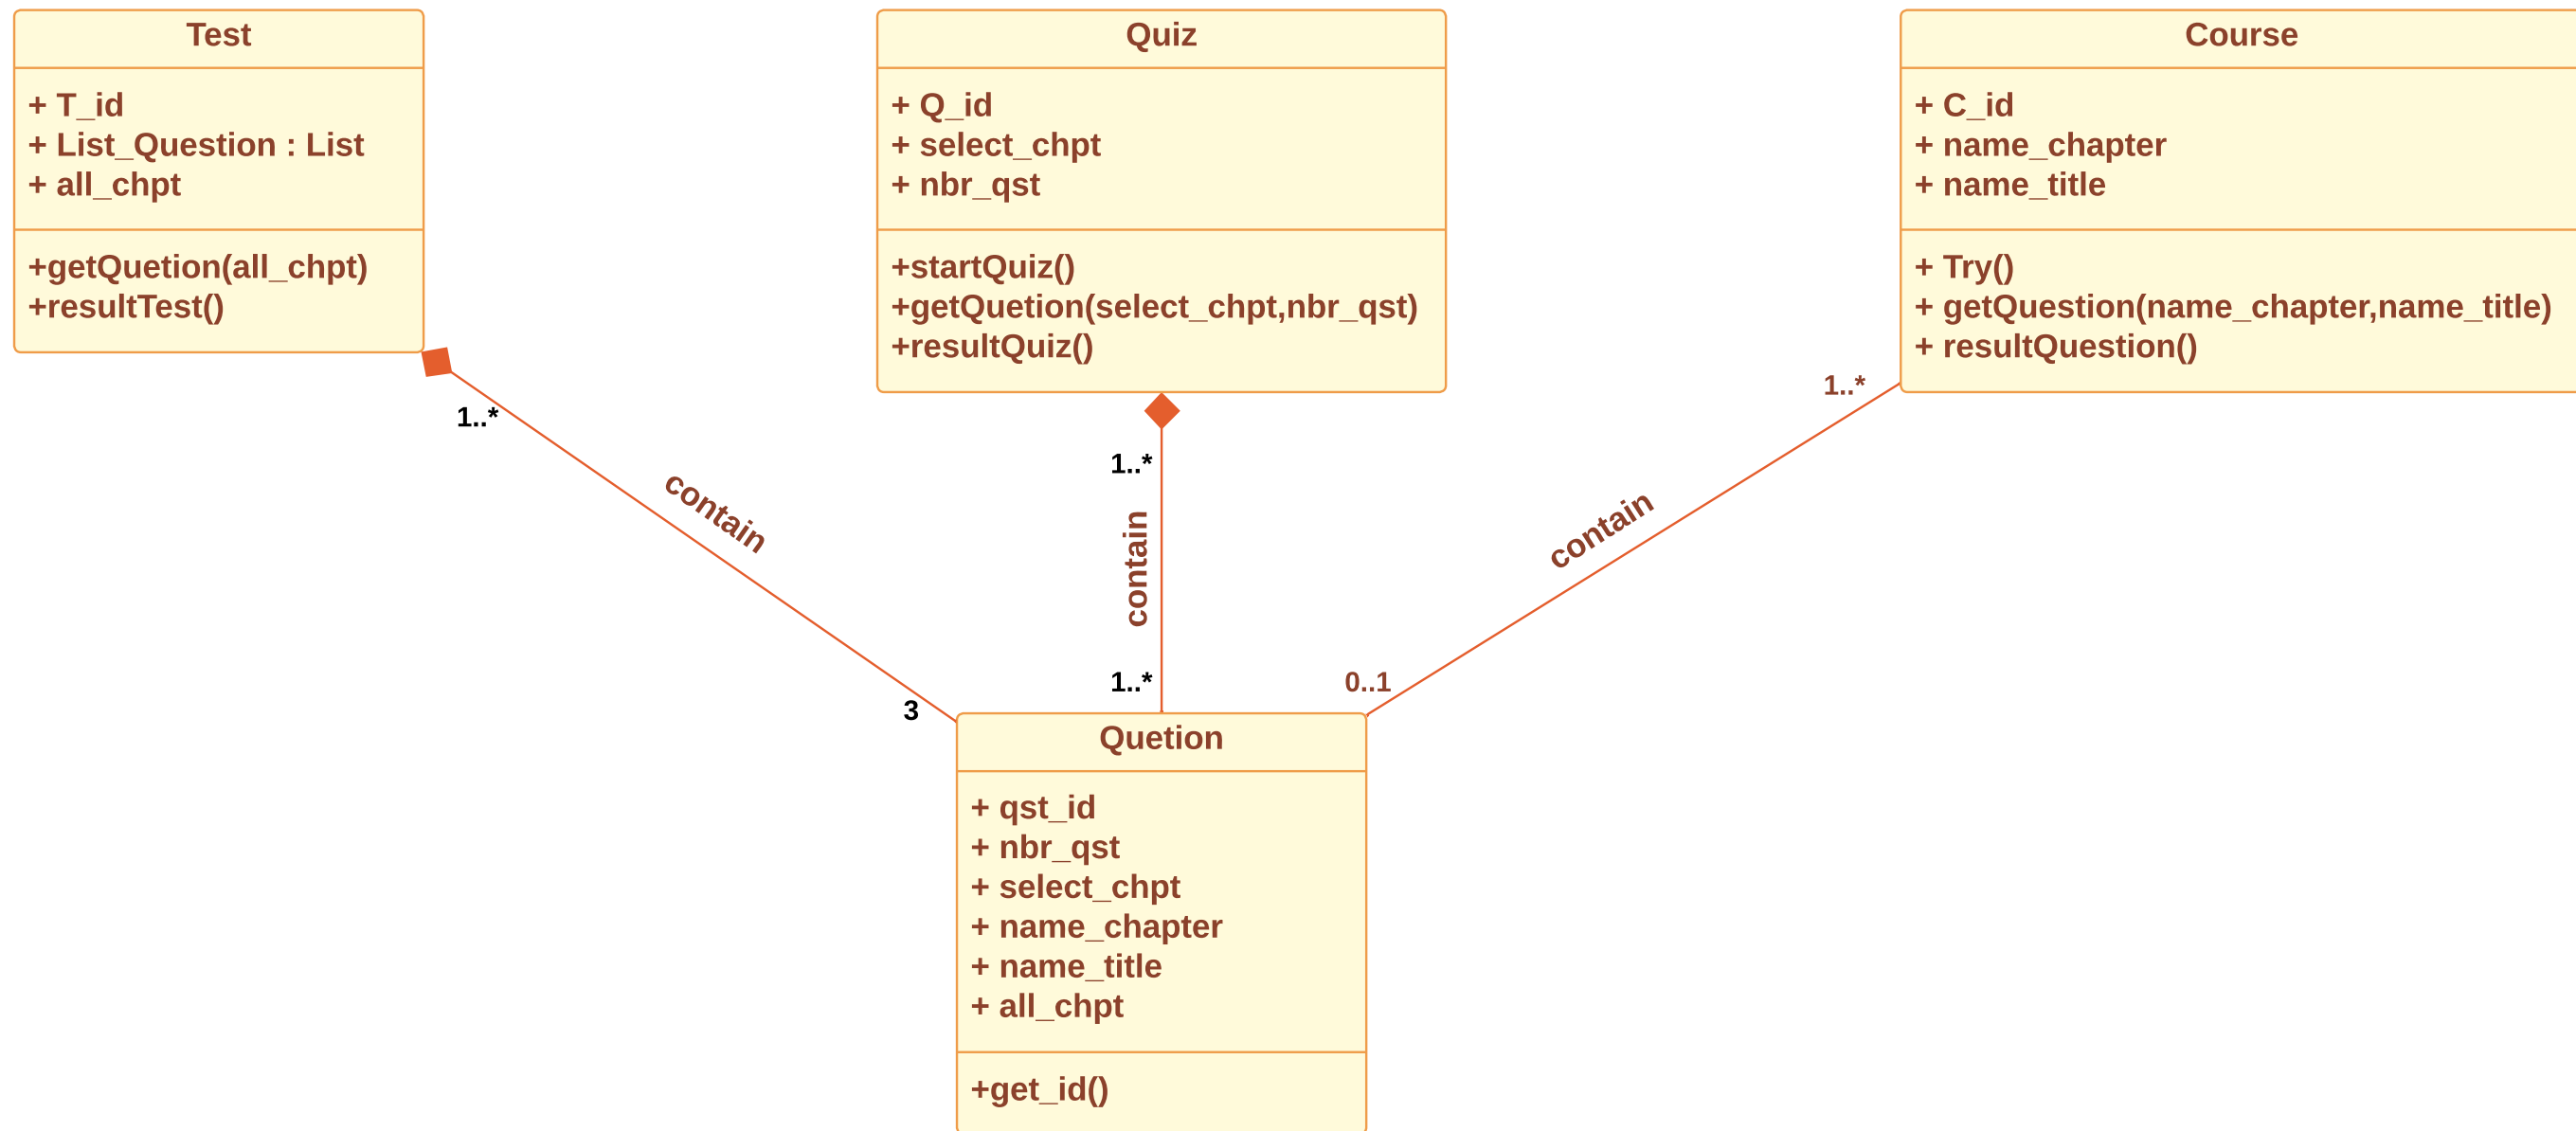 Test
+ T_id
+ List_Question : List
+ all_chpt
+getQuetion(all_chpt)
+resultTest()
Quiz
+ Q_id
+ select_chpt
+ nbr_qst
+startQuiz()
+getQuetion(select_chpt,nbr_qst)
+resultQuiz()
Course
+ C_id
+ name_chapter
+ name_title
+ Try()
+ getQuestion(name_chapter,name_title)
+ resultQuestion()
1..*
contain
3
1..*
contain
1..*
1..*
contain
0..1
Quetion
+ qst_id
+ nbr_qst
+ select_chpt
+ name_chapter
+ name_title
+ all_chpt
+get_id()